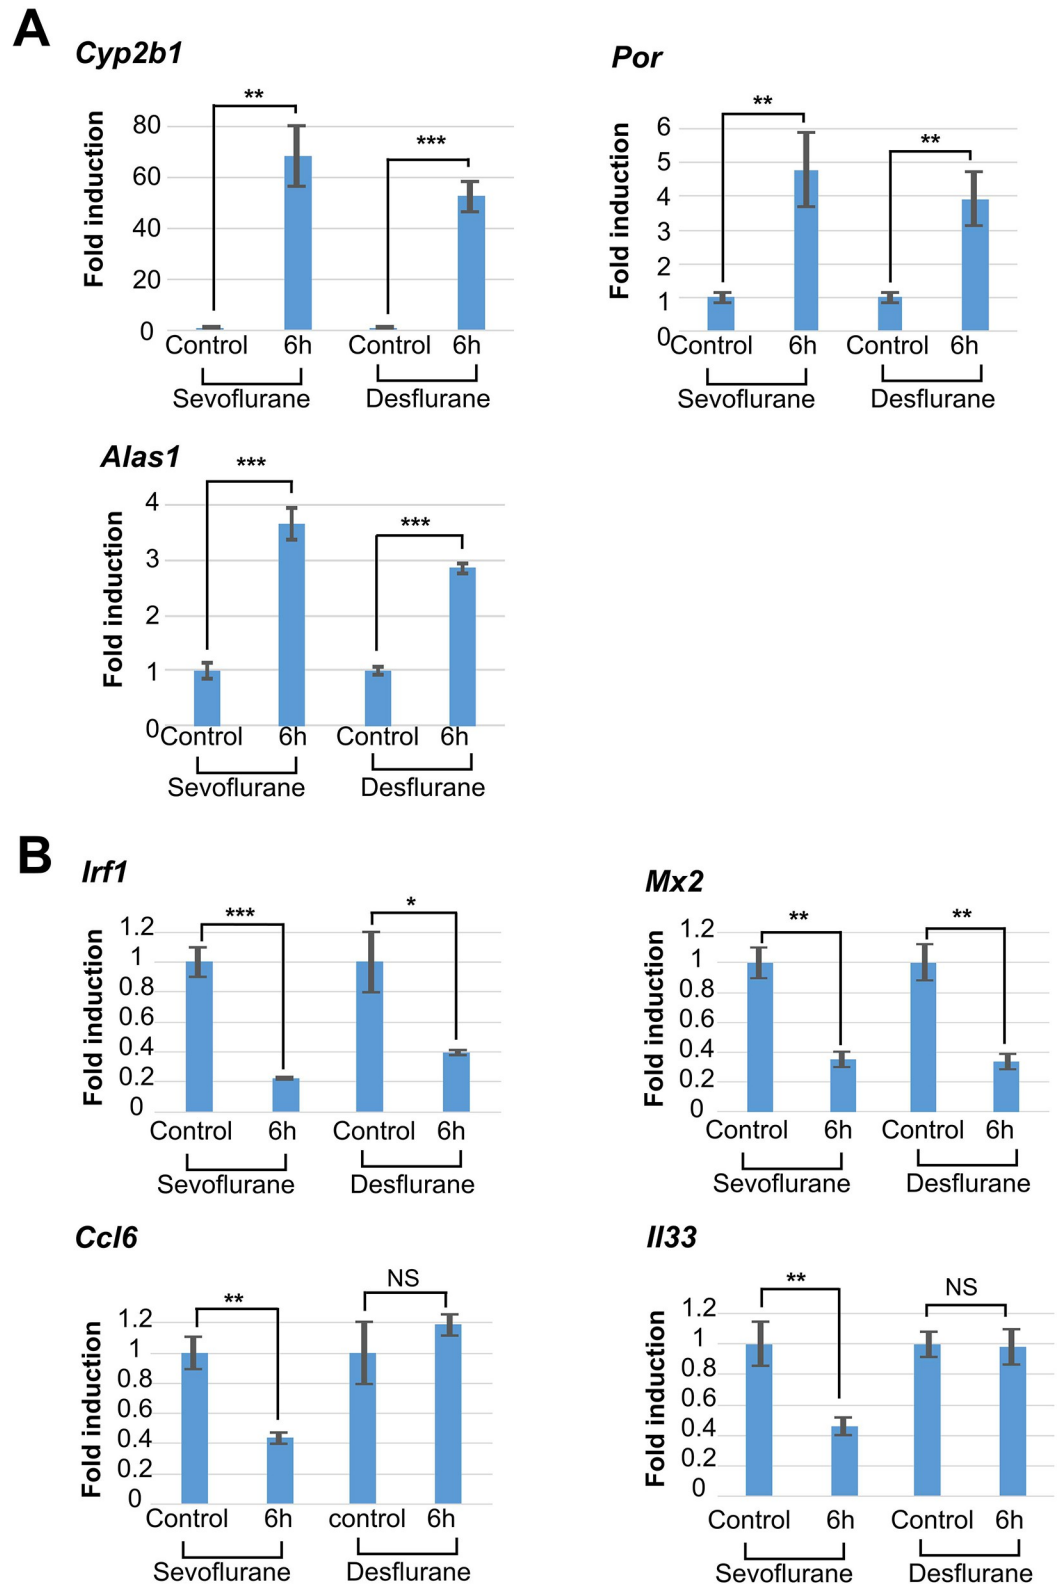 A
Cyp2b1
Fold induction
80
60
40
20
0
**
***
Control 6h Control 6h
Sevoflurane Desflurane
Por
Fold induction
6
5
4
3
2
1
0
**
**
Control 6h Control 6h
Sevoflurane Desflurane
Alas1
Fold induction
4
3
2
1
0
***
***
Control 6h Control 6h
Sevoflurane Desflurane
B
Irf1
Fold induction
1.2
1
0.8
0.6
0.4
0.2
0
***
*
Control 6h Control 6h
Sevoflurane Desflurane
Mx2
Fold induction
1.2
1
0.8
0.6
0.4
0.2
0
**
**
Control 6h Control 6h
Sevoflurane Desflurane
Ccl6
Fold induction
1.2
1
0.8
0.6
0.4
0.2
0
**
NS
Control 6h control 6h
Sevoflurane Desflurane
Il33
Fold induction
1.2
1
0.8
0.6
0.4
0.2
0
**
NS
Control 6h Control 6h
Sevoflurane Desflurane